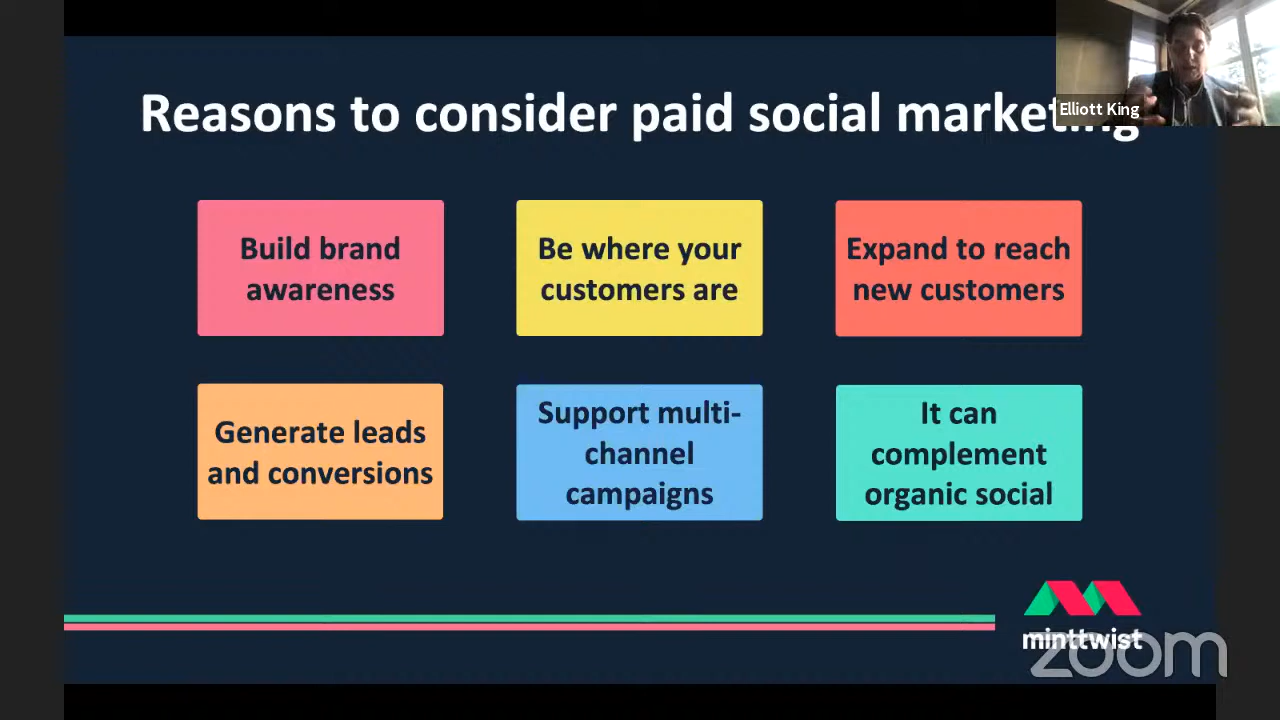 Reasons to consider paid social marketing
Elliott King
Build brand
awareness
Be where your
customers are
Expand to reach
new customers
Generate leads
and conversions
Support multi-
channel
campaigns
It can
complement
organic social
minttwist
zoom